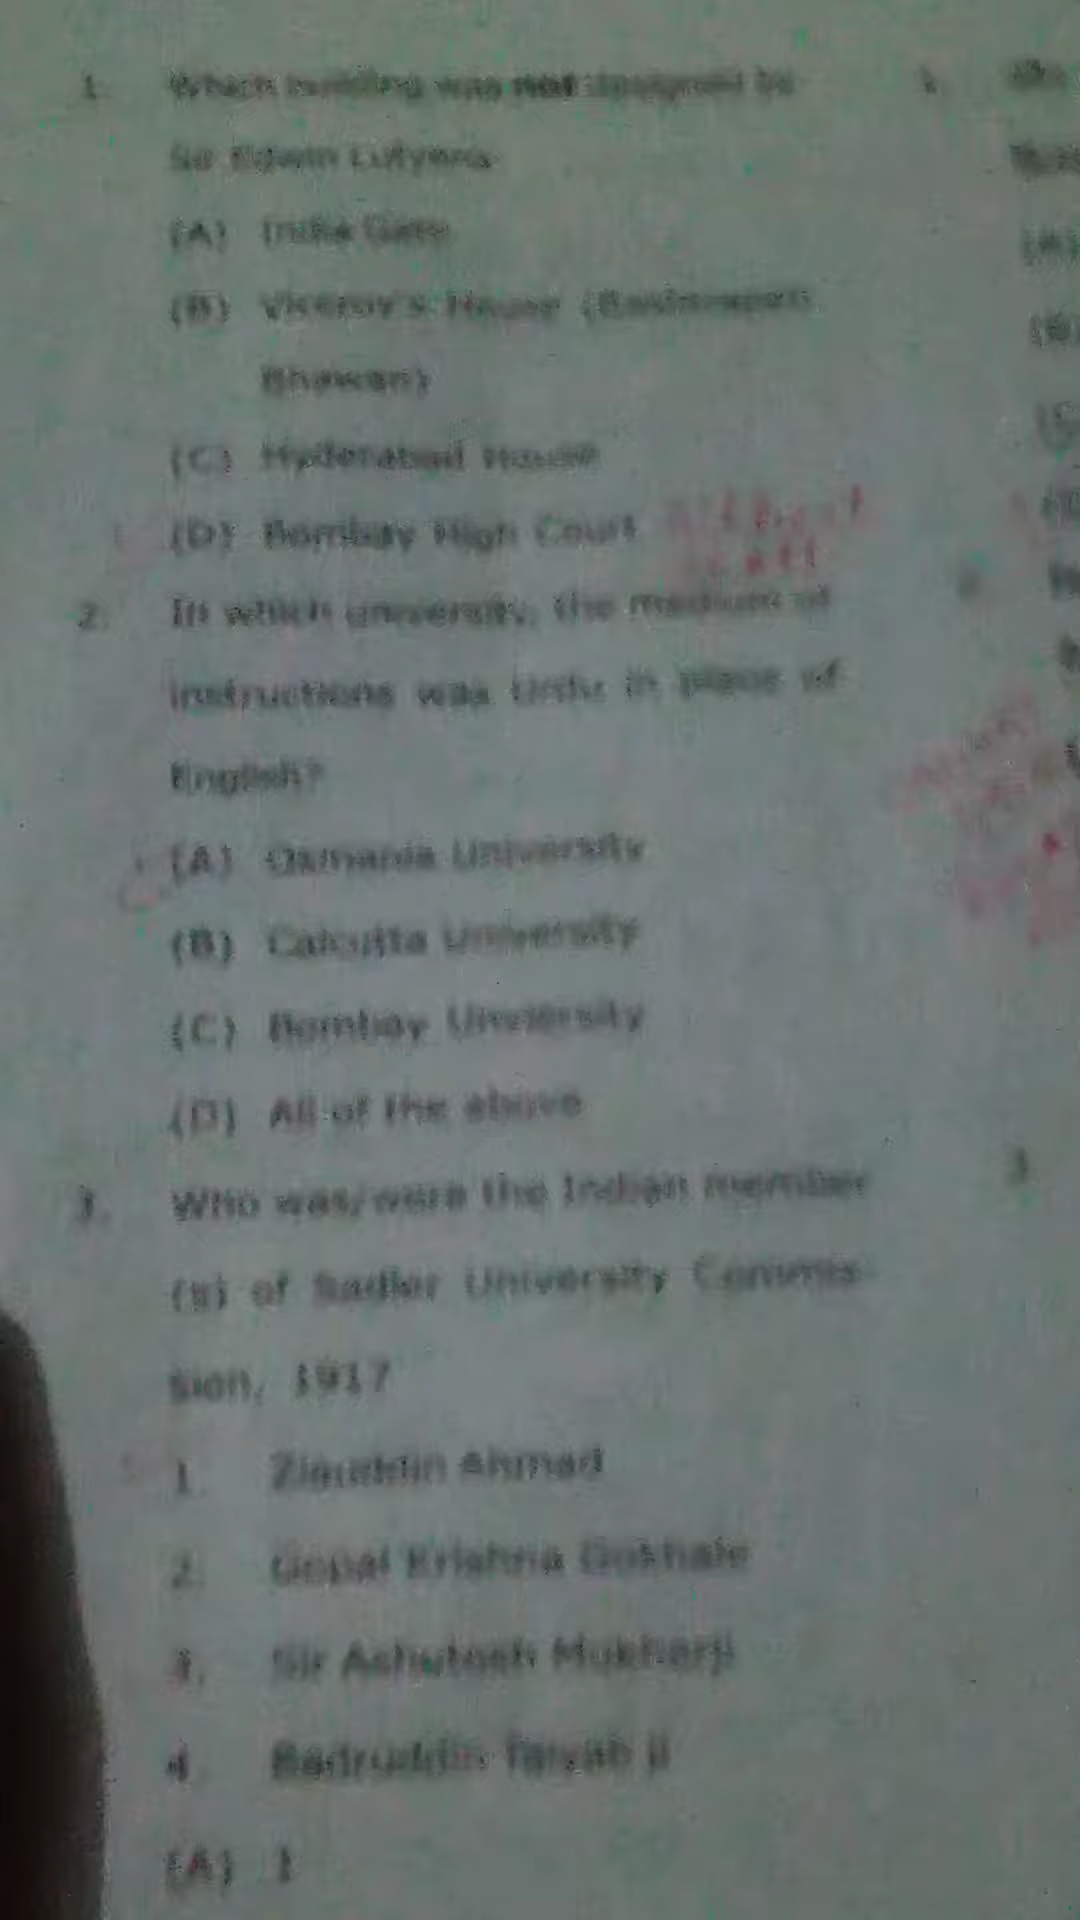 1. Which building was not designed by
Sir Edwin Lutyens
(A) India Gate
(B) Viceroy's House (Rashtrapati
Bhawan)
(C) Hyderabad House
(D) Bombay High Court
2. In which university, the medium of
instructions was Urdu in place of
English?
(A) Osmania University
(B) Calcutta University
(C) Bombay University
(D) All of the above
3. Who was/were the Indian member
(s) of Sadler University Commis-
sion, 1917
1. Ziauddin Ahmad
2. Gopal Krishna Gokhale
3. Sir Ashutosh Mukherji
4. Badruddin Taiyab ji
(A) 1
3